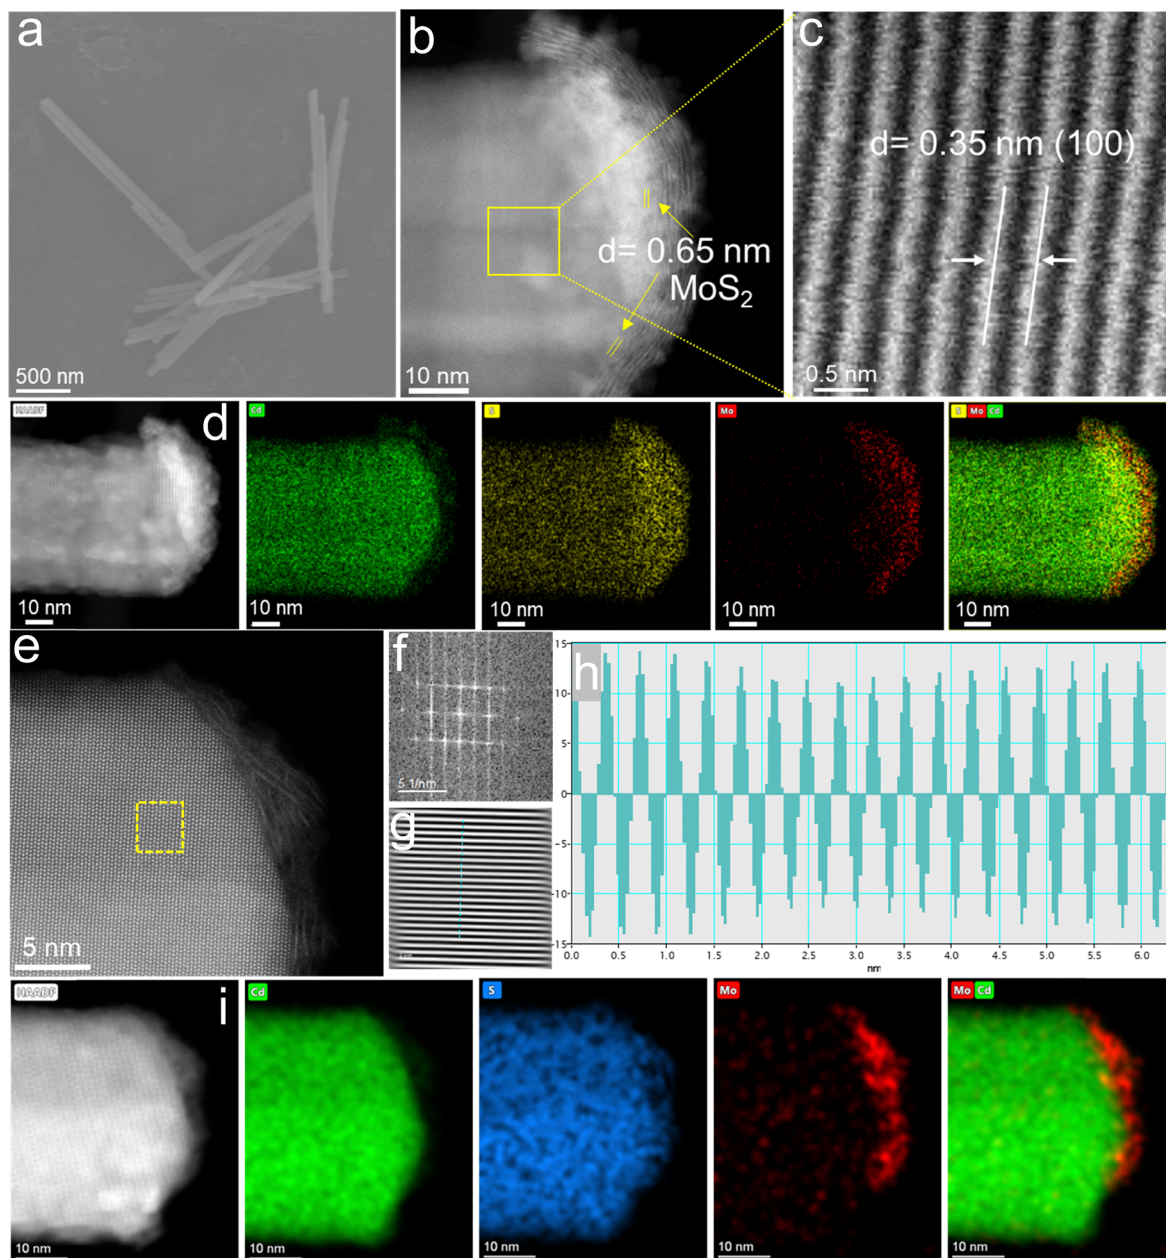 a
500 nm
b
d= 0.65 nm
MoS₂
10 nm
c
d= 0.35 nm (100)
0.5 nm
HAADF
d
10 nm
Cd
10 nm
S
10 nm
Mo
10 nm
S Mo Cd
10 nm
e
5 nm
f
5 1/nm
g
h
15
10
5
0
-5
-10
-15
0.0 0.5 1.0 1.5 2.0 2.5 3.0 3.5 4.0 4.5 5.0 5.5 6.0
nm
HAADF
i
10 nm
Cd
10 nm
S
10 nm
Mo
10 nm
Mo Cd
10 nm